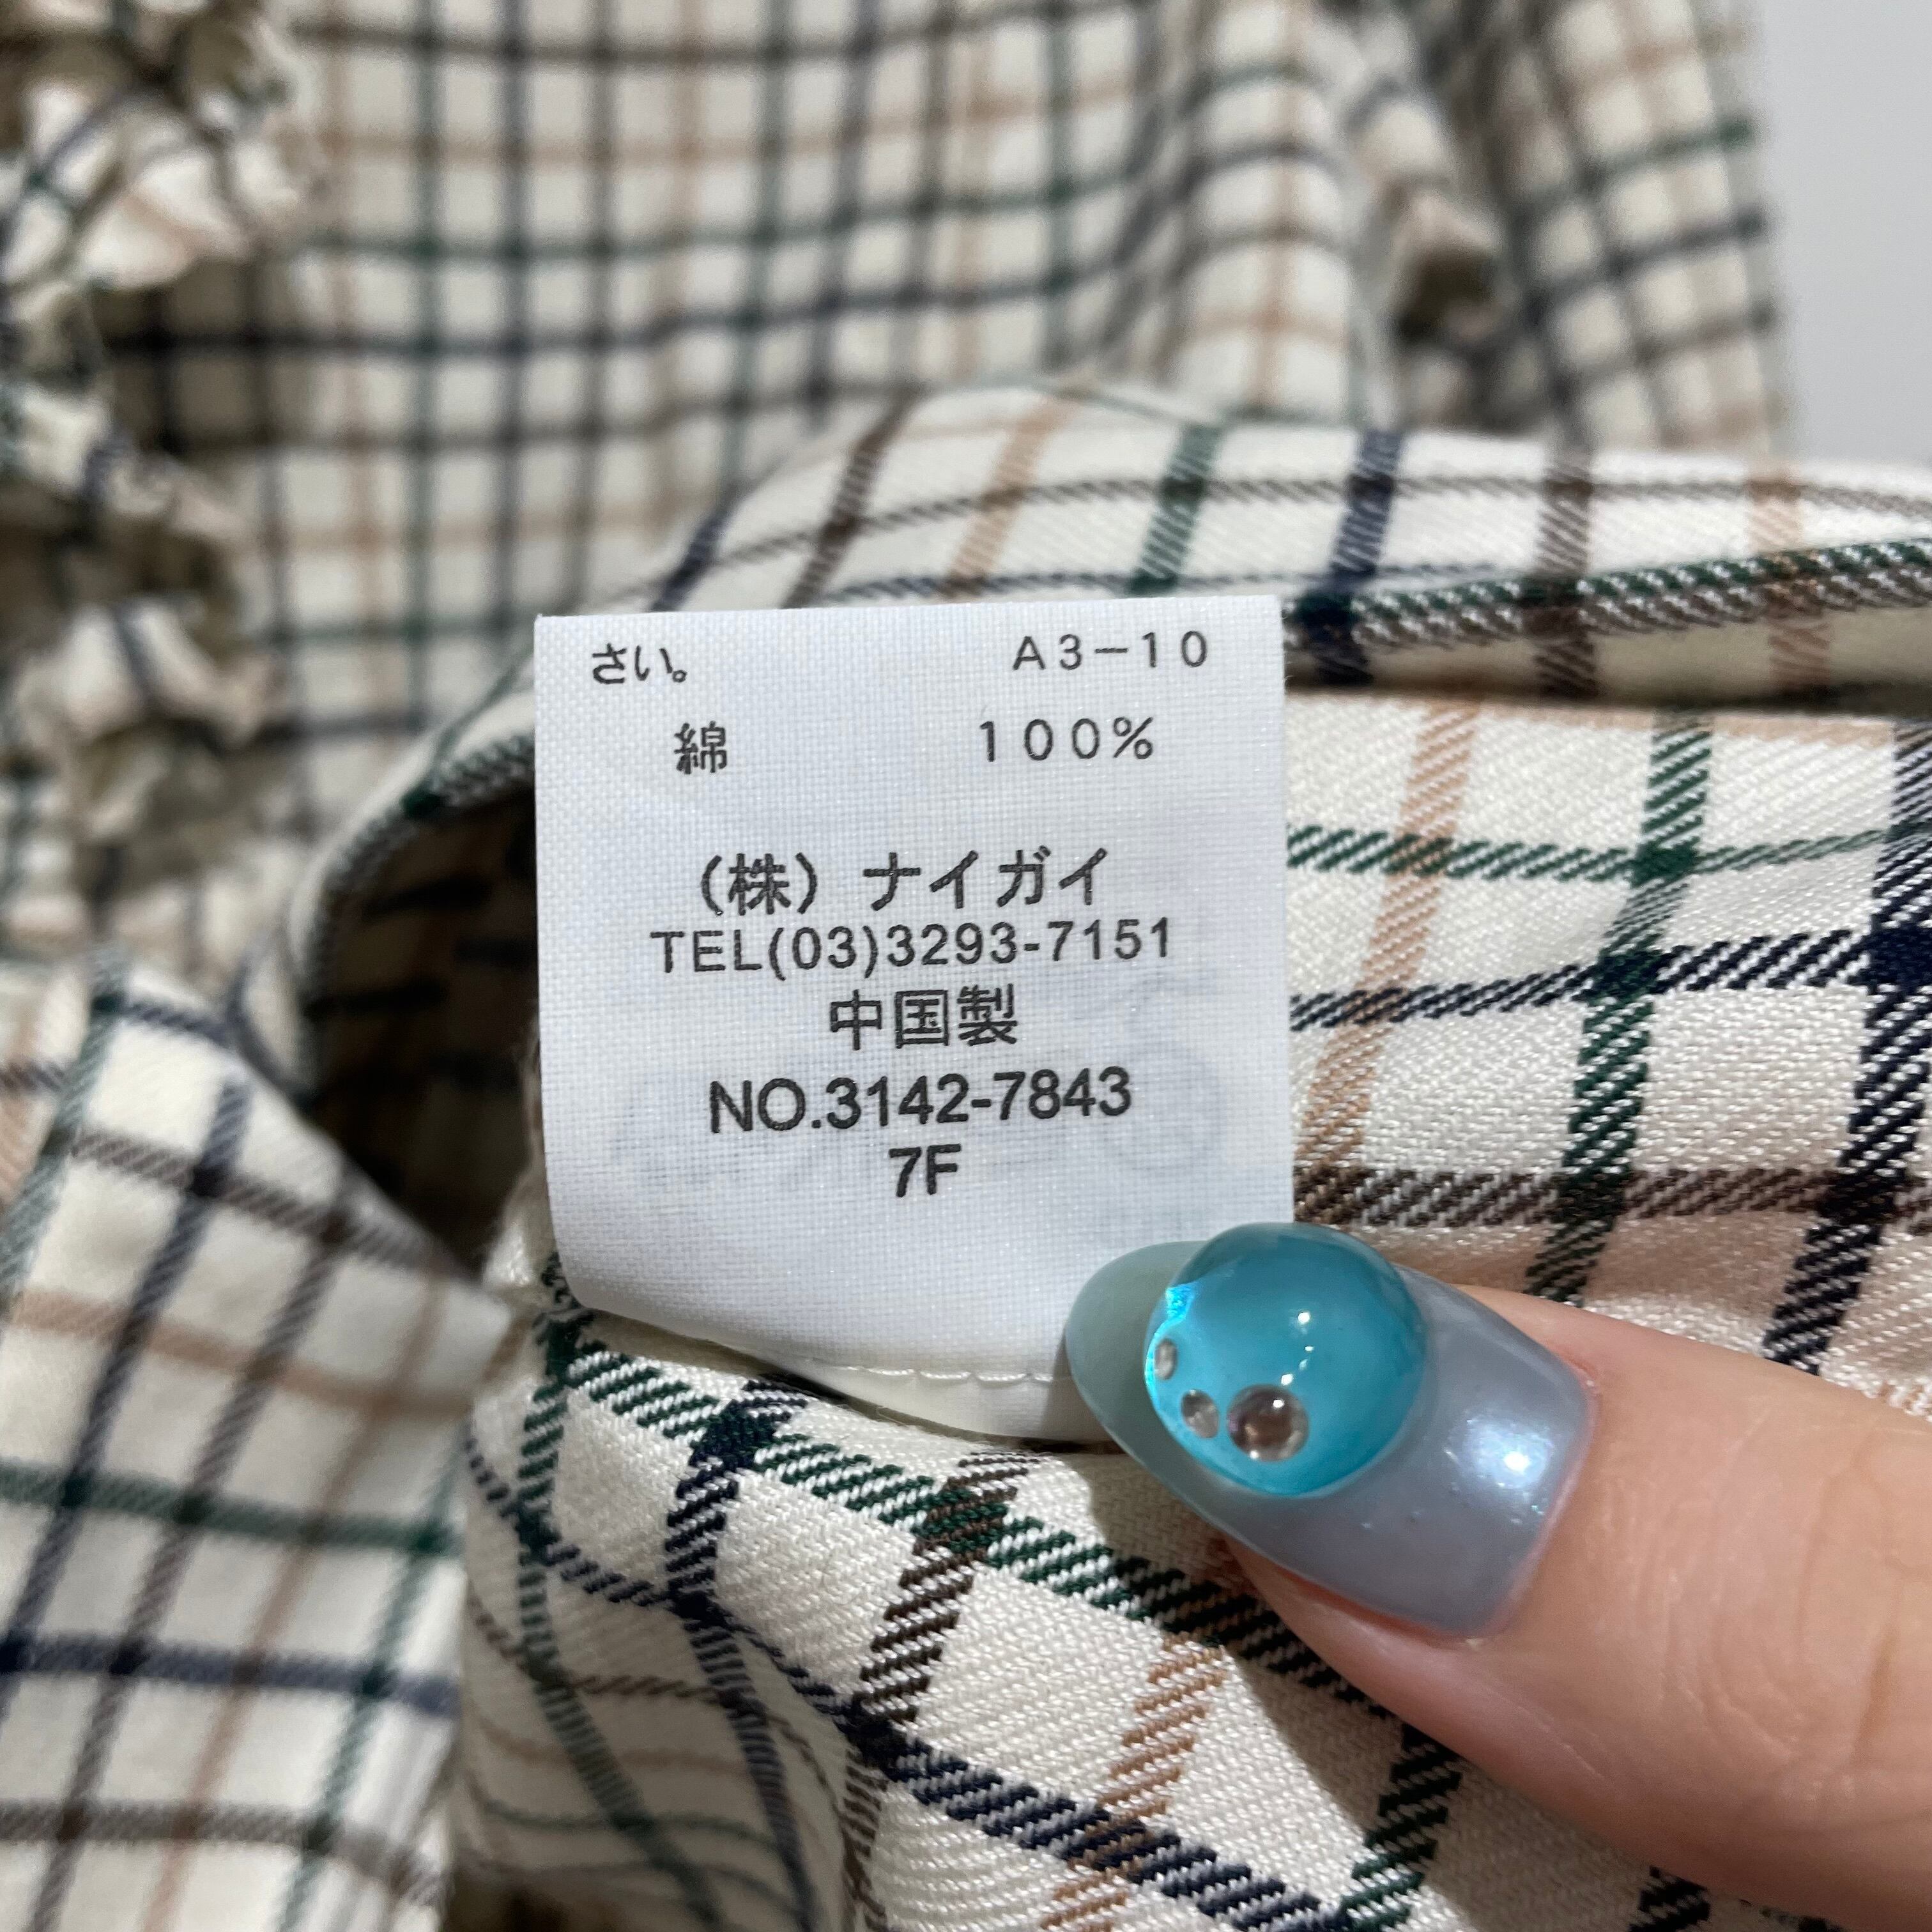 さい。 A3-10
綿 100%
(株) ナイガイ
TEL(03)3293-7151
中国製
NO.3142-7843
7F